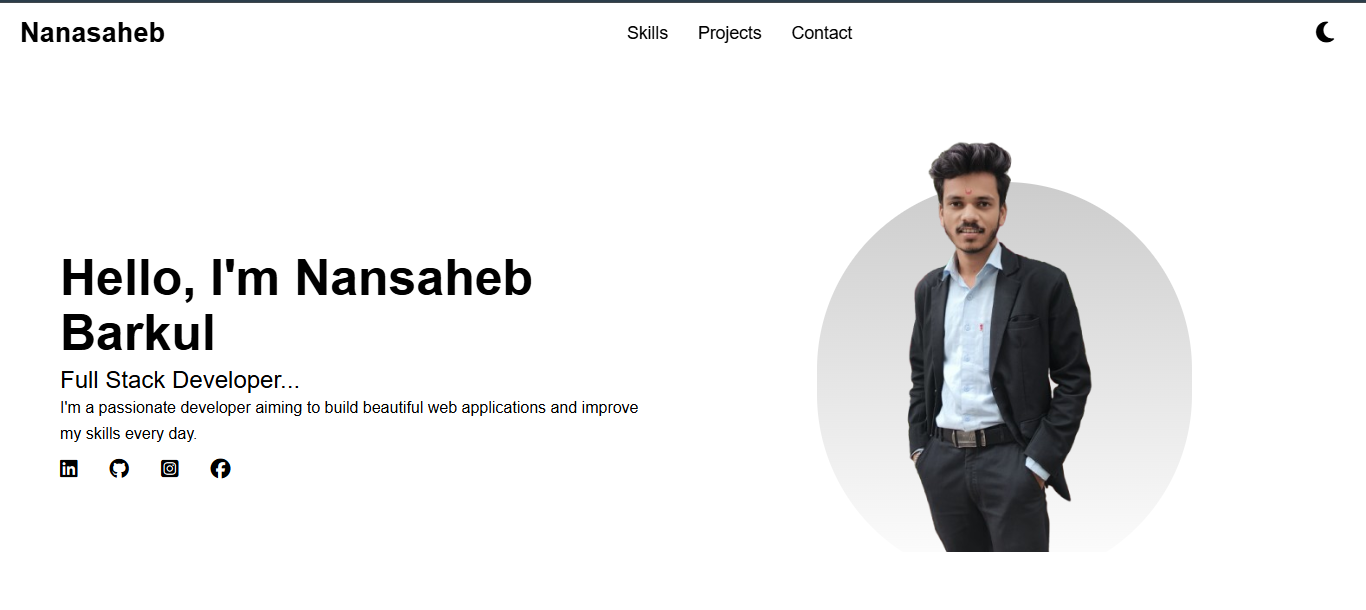 Nanasaheb
Skills
Projects
Contact
Hello, I'm Nansaheb
Barkul
Full Stack Developer...
I'm a passionate developer aiming to build beautiful web applications and improve
my skills every day.